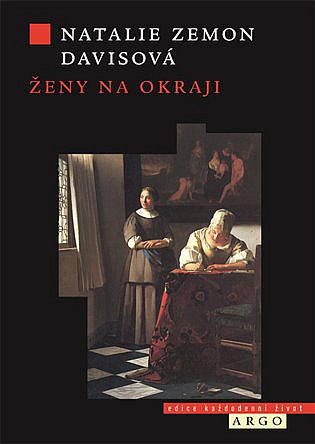 NATALIE ZEMON
DAVISOVÁ
ŽENY NA OKRAJI
edice každodenní život
ARGO